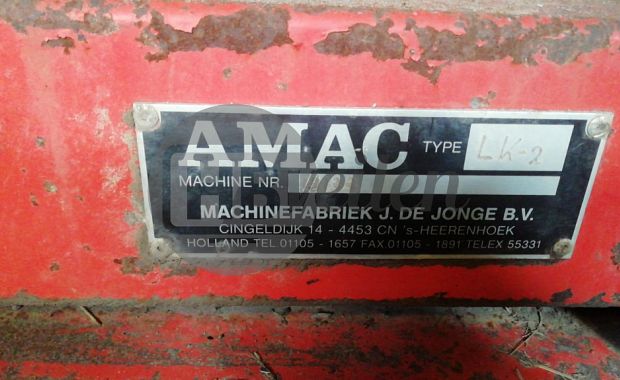 AMAC TYPE LK-2
MACHINE NR.
MACHINEFABRIEK J. DE JONGE B.V.
CINGELDIJK 14 - 4453 CN 's-HEERENHOEK
HOLLAND TEL 01105 - 1657 FAX.01105 - 1891 TELEX 55331